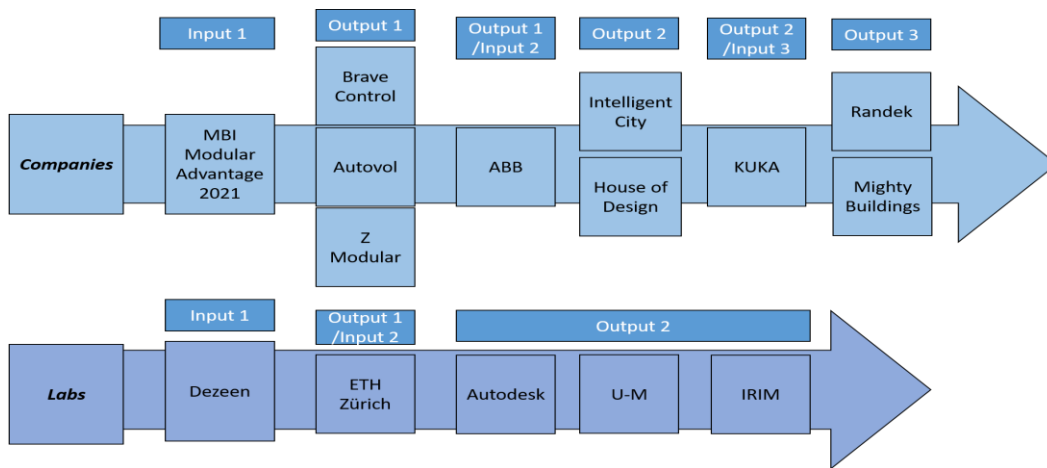 Input 1
Output 1
Output 1
/Input 2
Output 2
Output 2
/Input 3
Output 3
Companies
MBI
Modular
Advantage
2021
Brave
Control
Autovol
Z
Modular
ABB
Intelligent
City
House of
Design
KUKA
Randek
Mighty
Buildings
Input 1
Output 1
/Input 2
Output 2
Labs
Dezeen
ETH
Zürich
Autodesk
U-M
IRIM